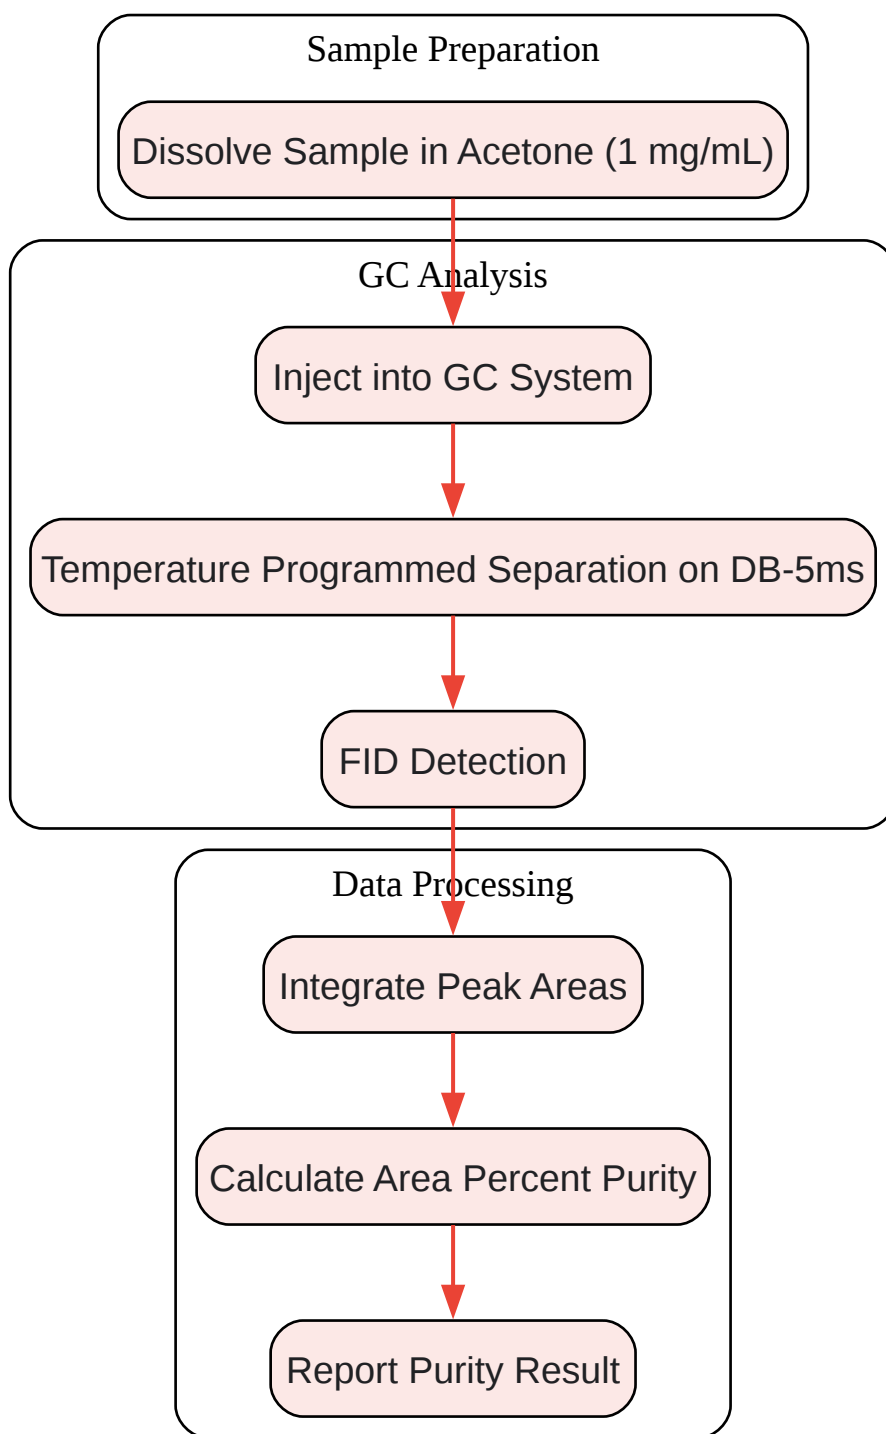 Sample Preparation
Dissolve Sample in Acetone (1 mg/mL)
GC Analysis
Inject into GC System
Temperature Programmed Separation on DB-5ms
FID Detection
Data Processing
Integrate Peak Areas
Calculate Area Percent Purity
Report Purity Result